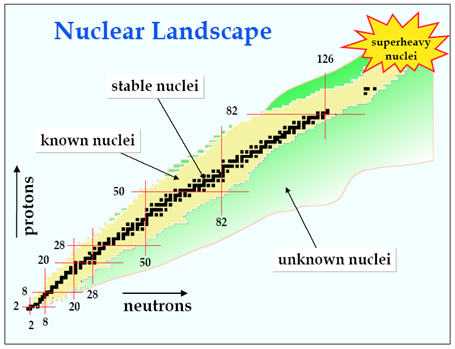 Nuclear Landscape
superheavy
nuclei
126
stable nuclei
82
known nuclei
50
82
protons
28
unknown nuclei
20
50
8
28
neutrons
20
2
8
2